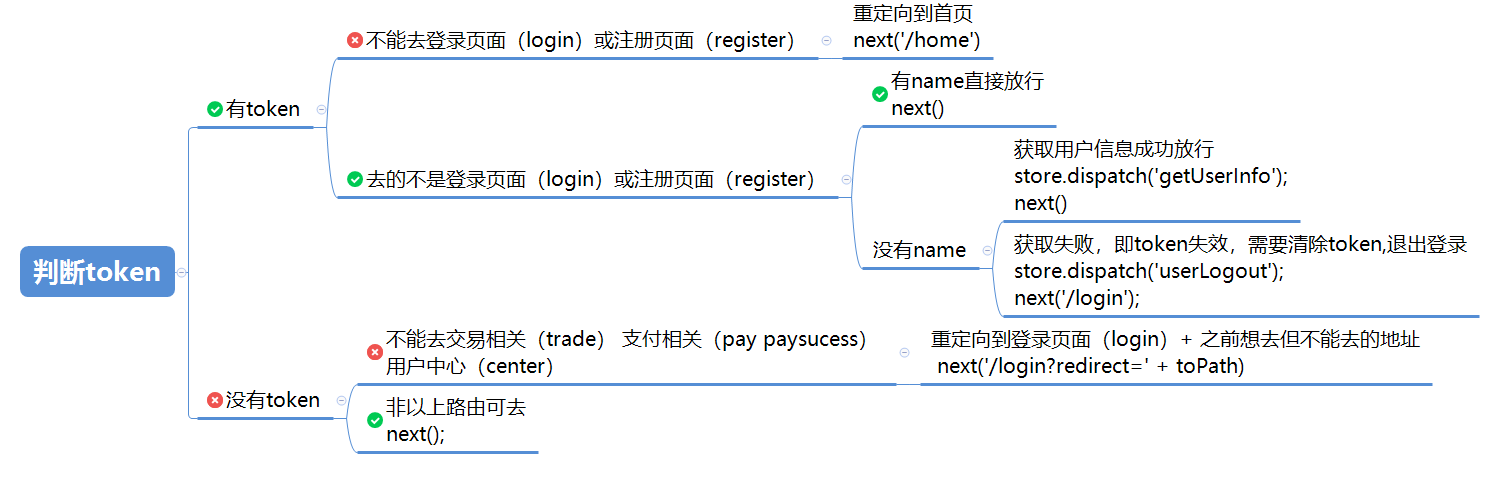 判断token
有token
不能去登录页面（login）或注册页面（register）
重定向到首页
next('/home')
去的不是登录页面（login）或注册页面（register）
有name直接放行
next()
没有name
获取用户信息成功放行
store.dispatch('getUserInfo');
next()
获取失败，即token失效，需要清除token,退出登录
store.dispatch('userLogout');
next('/login');
没有token
不能去交易相关（trade） 支付相关（pay paysucess）
用户中心（center）
重定向到登录页面（login）+ 之前想去但不能去的地址
next('/login?redirect=' + toPath)
非以上路由可去
next();